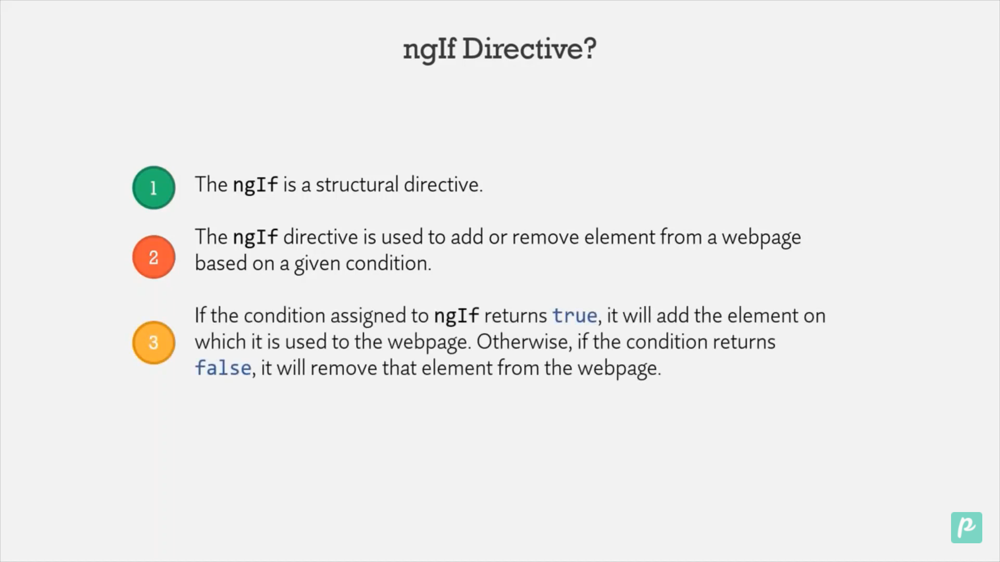 ngIf Directive?
1
The ngIf is a structural directive.
2
The ngIf directive is used to add or remove element from a webpage
based on a given condition.
3
If the condition assigned to ngIf returns true, it will add the element on
which it is used to the webpage. Otherwise, if the condition returns
false, it will remove that element from the webpage.
p